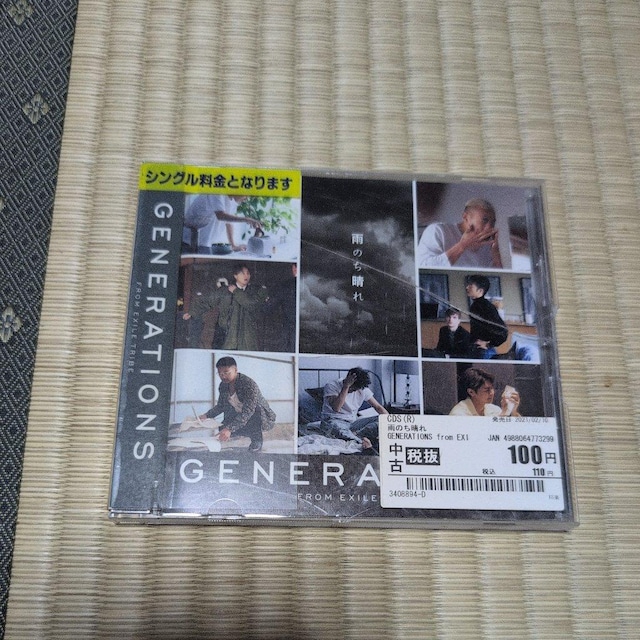 シングル料金となります
GENERATIONS
FROM EXILE TRIBE
雨のち晴れ
GENERA
FROM EXILE
CDS(R)
発売日 2021/02/10
雨のち晴れ
GENERATIONS from EXI
JAN 4988064773299
中古
税抜
100円
税込
110円
3406894-D